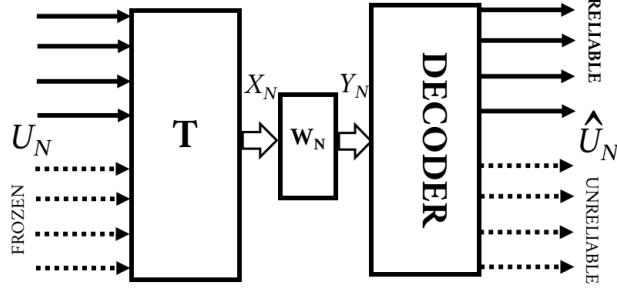 U_N
FROZEN
T
X_N
W_N
Y_N
DECODER
RELIABLE
Û_N
UNRELIABLE